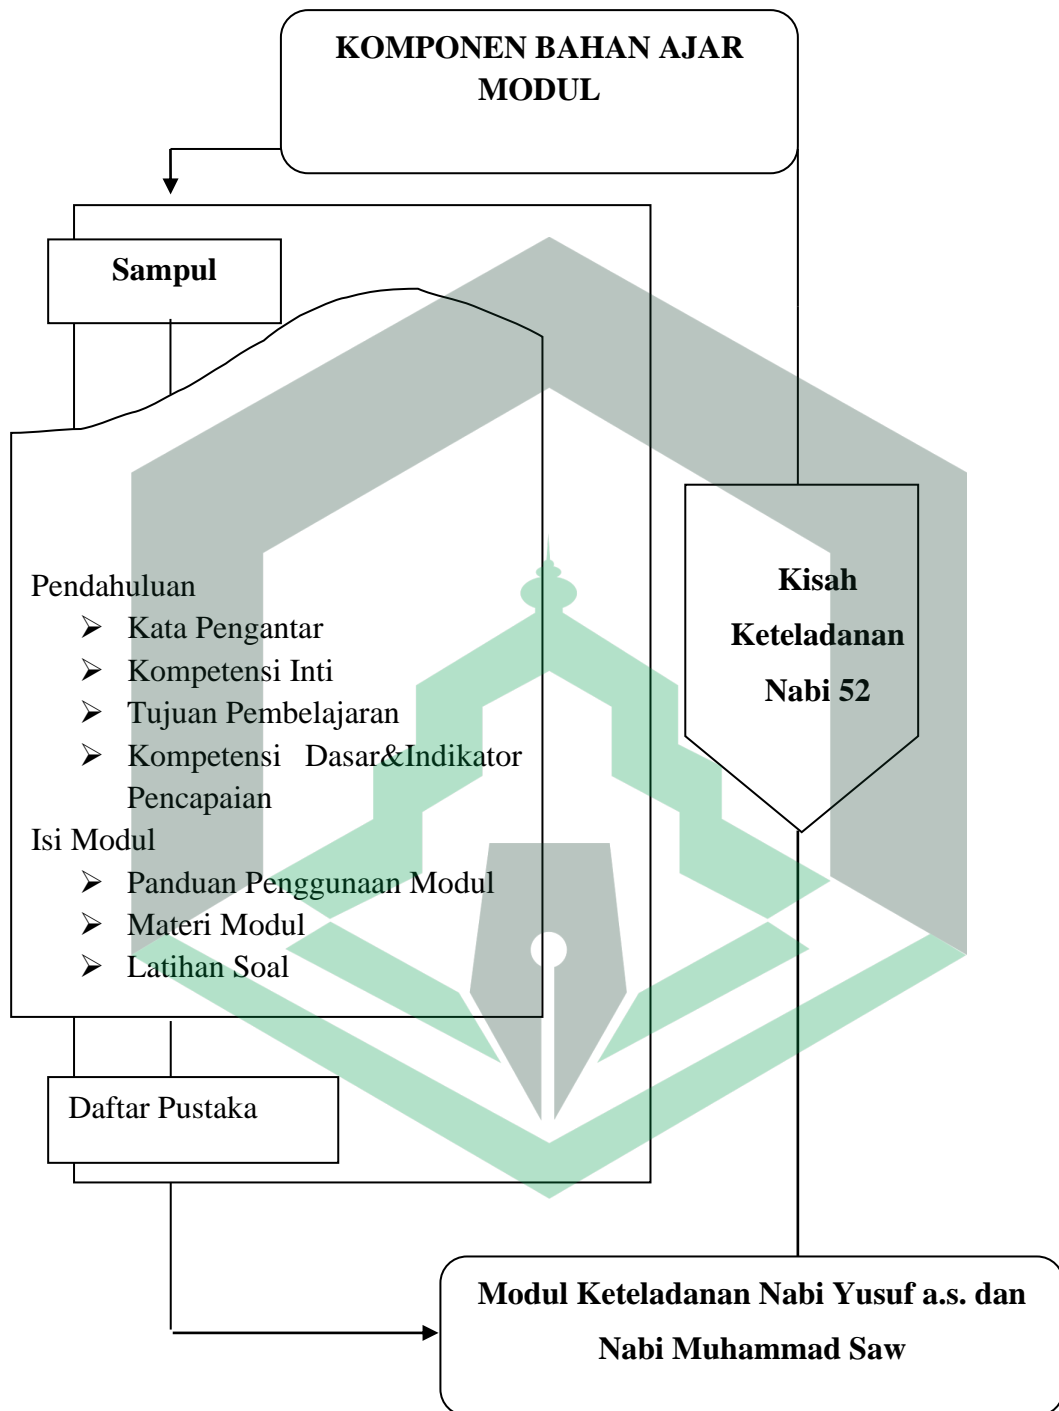 KOMPONEN BAHAN AJAR
MODUL
Sampul
Pendahuluan
➢ Kata Pengantar
➢ Kompetensi Inti
➢ Tujuan Pembelajaran
➢ Kompetensi Dasar&Indikator
Pencapaian
Isi Modul
➢ Panduan Penggunaan Modul
➢ Materi Modul
➢ Latihan Soal
Daftar Pustaka
Kisah
Keteladanan
Nabi 52
Modul Keteladanan Nabi Yusuf a.s. dan
Nabi Muhammad Saw